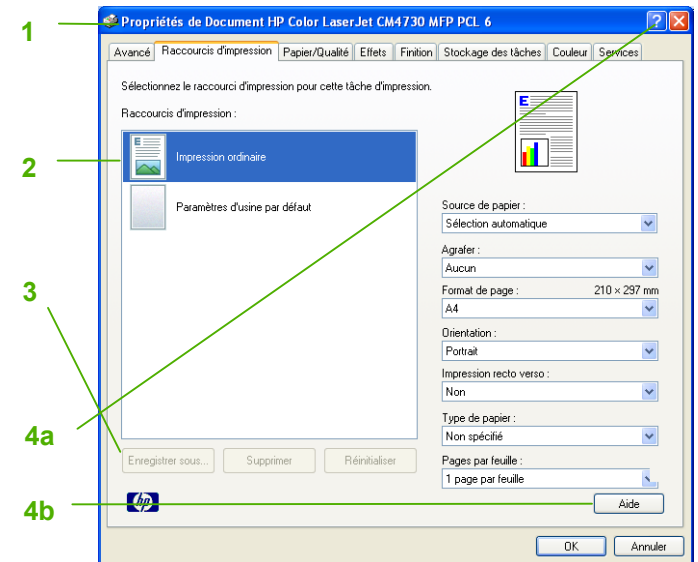 1
Propriétés de Document HP Color LaserJet CM4730 MFP PCL 6
?
Avancé Raccourcis d'impression Papier/Qualité Effets Finition Stockage des tâches Couleur Services
Sélectionnez le raccourci d'impression pour cette tâche d'impression.
Raccourcis d'impression :
E
2
E
Impression ordinaire
Paramètres d'usine par défaut
Source de papier :
Sélection automatique
Agrafer :
Aucun
3
Format de page : 210 × 297 mm
A4
Orientation :
Portrait
Impression recto verso :
Non
4a
Type de papier :
Non spécifié
Enregistrer sous... Supprimer Réinitialiser
Pages par feuille :
1 page par feuille
4b
hp
Aide
OK Annuler